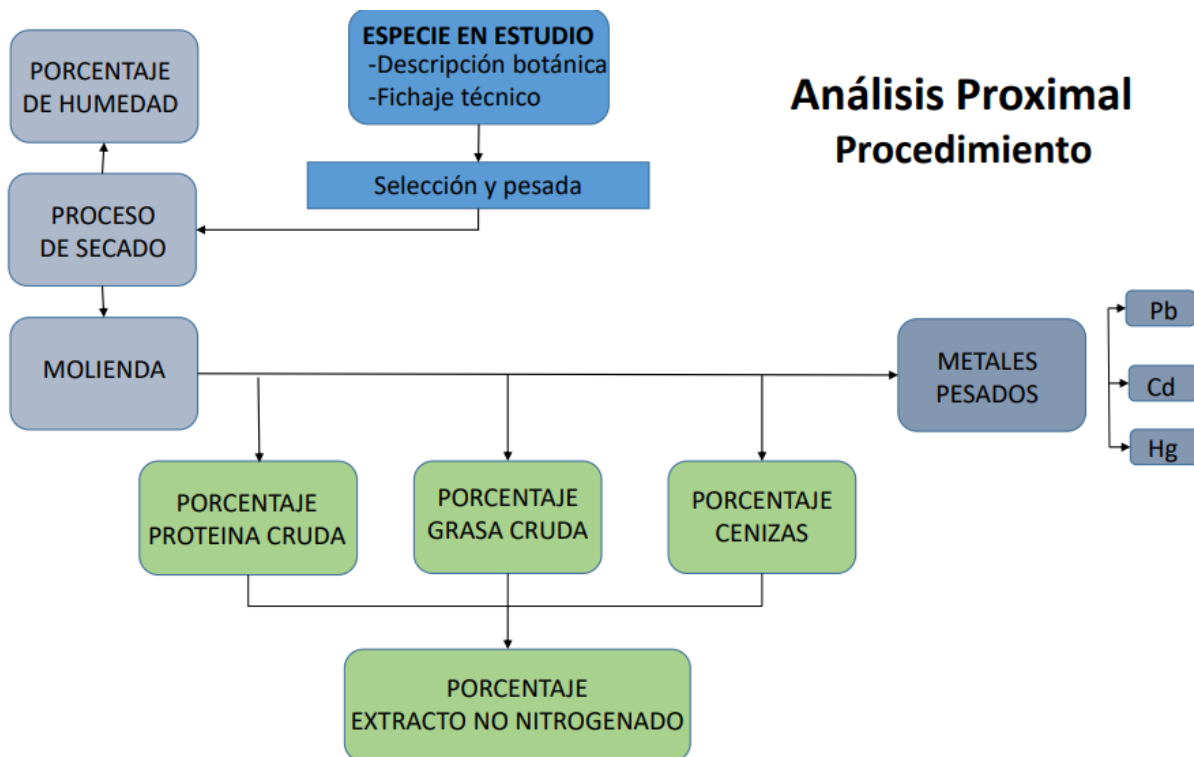 ESPECIE EN ESTUDIO
-Descripción botánica
-Fichaje técnico
Análisis Proximal
Procedimiento
PORCENTAJE
DE HUMEDAD
Selección y pesada
PROCESO
DE SECADO
MOLIENDA
METALES
PESADOS
Pb
Cd
Hg
PORCENTAJE
PROTEINA CRUDA
PORCENTAJE
GRASA CRUDA
PORCENTAJE
CENIZAS
PORCENTAJE
EXTRACTO NO NITROGENADO